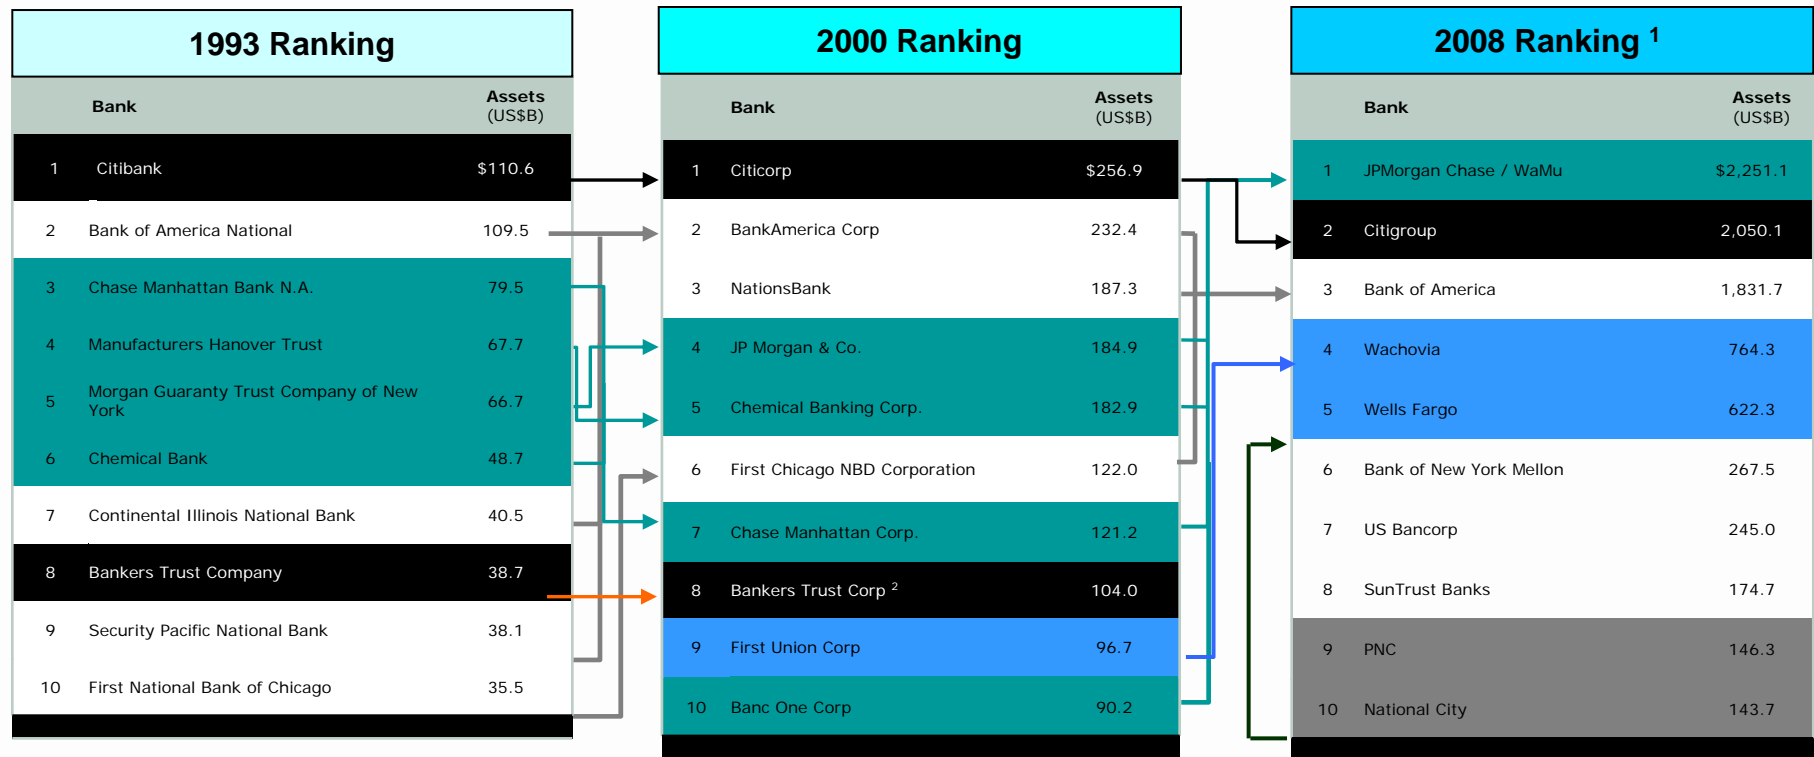 1993 Ranking
Bank Assets (US$B)
1 Citibank $110.6
2 Bank of America National 109.5
3 Chase Manhattan Bank N.A. 79.5
4 Manufacturers Hanover Trust 67.7
5 Morgan Guaranty Trust Company of New York 66.7
6 Chemical Bank 48.7
7 Continental Illinois National Bank 40.5
8 Bankers Trust Company 38.7
9 Security Pacific National Bank 38.1
10 First National Bank of Chicago 35.5
2000 Ranking
Bank Assets (US$B)
1 Citicorp $256.9
2 BankAmerica Corp 232.4
3 NationsBank 187.3
4 JP Morgan & Co. 184.9
5 Chemical Banking Corp. 182.9
6 First Chicago NBD Corporation 122.0
7 Chase Manhattan Corp. 121.2
8 Bankers Trust Corp ² 104.0
9 First Union Corp 96.7
10 Banc One Corp 90.2
2008 Ranking ¹
Bank Assets (US$B)
1 JPMorgan Chase / WaMu $2,251.1
2 Citigroup 2,050.1
3 Bank of America 1,831.7
4 Wachovia 764.3
5 Wells Fargo 622.3
6 Bank of New York Mellon 267.5
7 US Bancorp 245.0
8 SunTrust Banks 174.7
9 PNC 146.3
10 National City 143.7